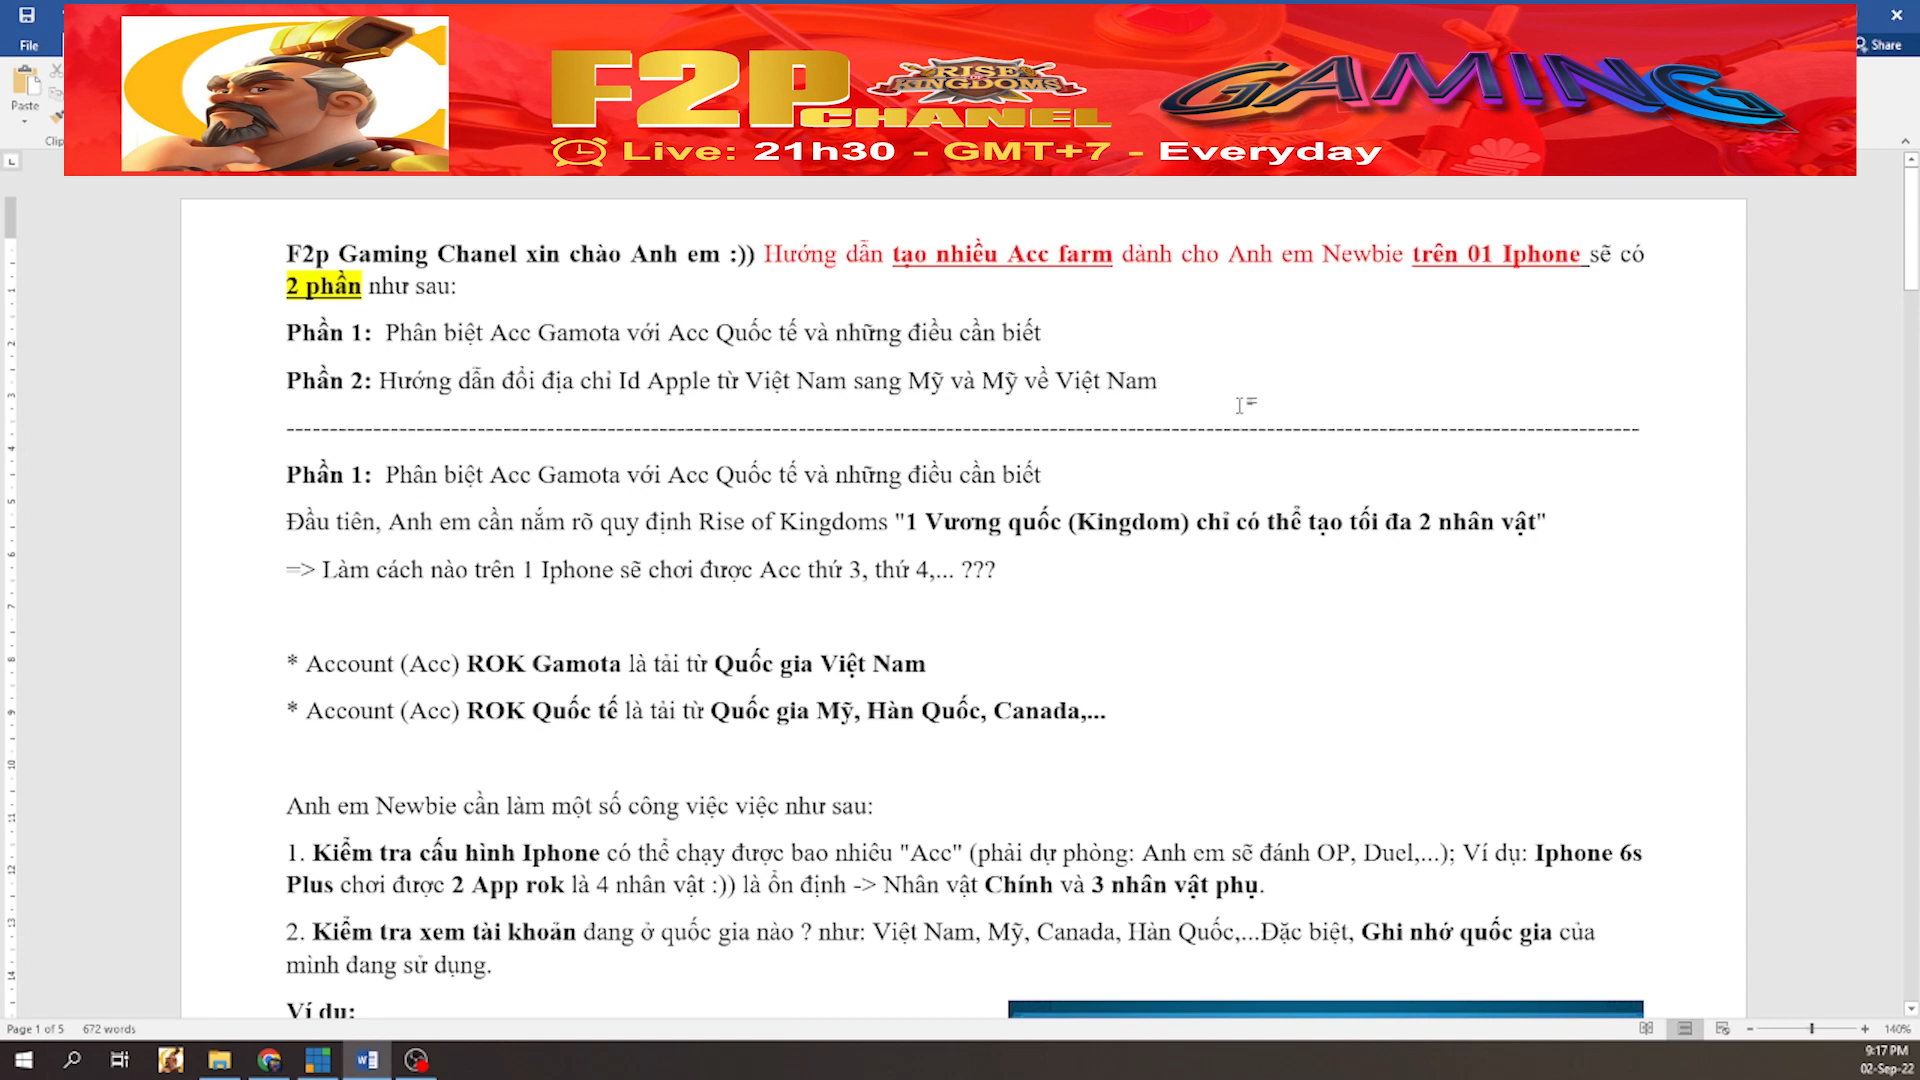 File
Share
Paste
Clip
F2P CHANEL
RISE OF KINGDOMS
GAMING
Live: 21h30 - GMT+7 - Everyday
F2p Gaming Chanel xin chào Anh em :)) Hướng dẫn tạo nhiều Acc farm dành cho Anh em Newbie trên 01 Iphone sẽ có
2 phần như sau:
Phần 1: Phân biệt Acc Gamota với Acc Quốc tế và những điều cần biết
Phần 2: Hướng dẫn đổi địa chỉ Id Apple từ Việt Nam sang Mỹ và Mỹ về Việt Nam
Phần 1: Phân biệt Acc Gamota với Acc Quốc tế và những điều cần biết
Đầu tiên, Anh em cần nắm rõ quy định Rise of Kingdoms "1 Vương quốc (Kingdom) chỉ có thể tạo tối đa 2 nhân vật"
=> Làm cách nào trên 1 Iphone sẽ chơi được Acc thứ 3, thứ 4,... ???
* Account (Acc) ROK Gamota là tải từ Quốc gia Việt Nam
* Account (Acc) ROK Quốc tế là tải từ Quốc gia Mỹ, Hàn Quốc, Canada,...
Anh em Newbie cần làm một số công việc việc như sau:
1. Kiểm tra cấu hình Iphone có thể chạy được bao nhiêu "Acc" (phải dự phòng: Anh em sẽ đánh OP, Duel,...); Ví dụ: Iphone 6s
Plus chơi được 2 App rok là 4 nhân vật :)) là ổn định -> Nhân vật Chính và 3 nhân vật phụ.
2. Kiểm tra xem tài khoản đang ở quốc gia nào ? như: Việt Nam, Mỹ, Canada, Hàn Quốc,...Đặc biệt, Ghi nhớ quốc gia của
mình đang sử dụng.
Ví dụ:
Page 1 of 5 672 words
140%
9:17 PM
02-Sep-22